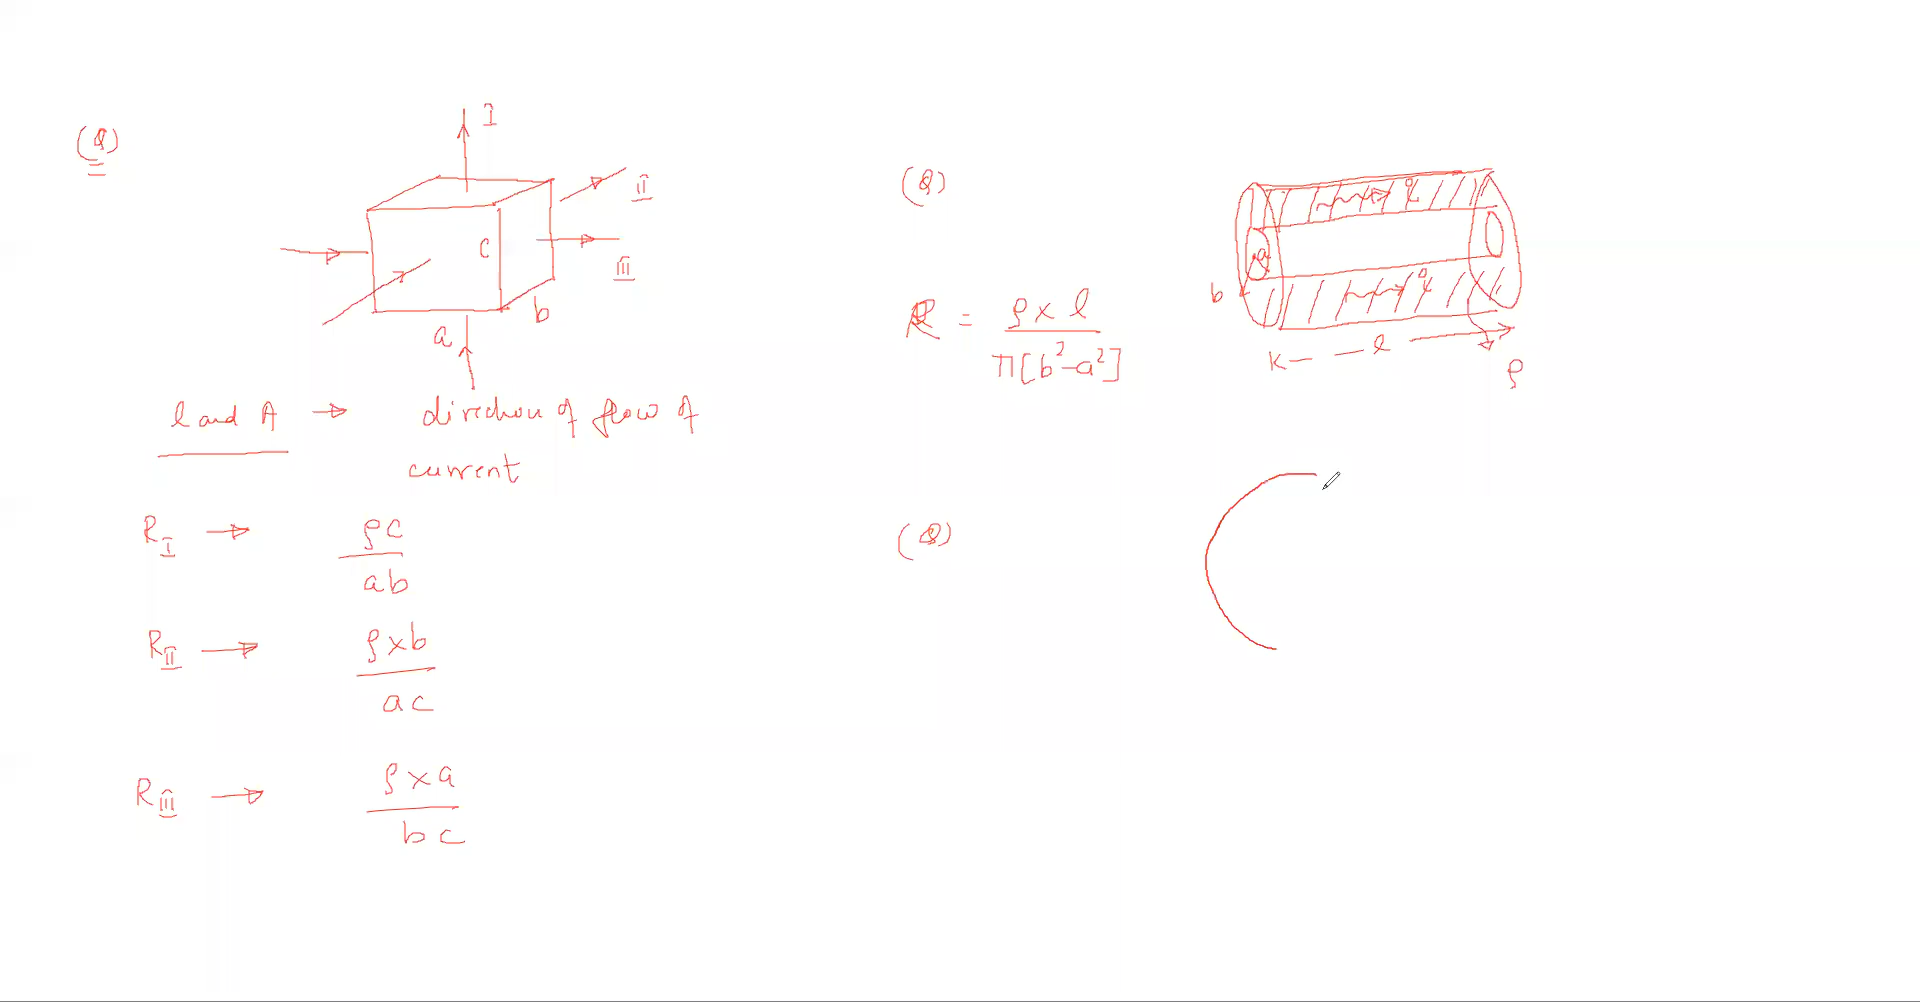 (Q)
I
II
III
c
b
a
l and A → direction of flow of
current
R_I → ρc
ab
R_II → ρ×b
ac
R_III → ρ×a
bc
(Q)
i
a
i
b
l
ρ
R = ρ × l
π[b²-a²]
(Q)